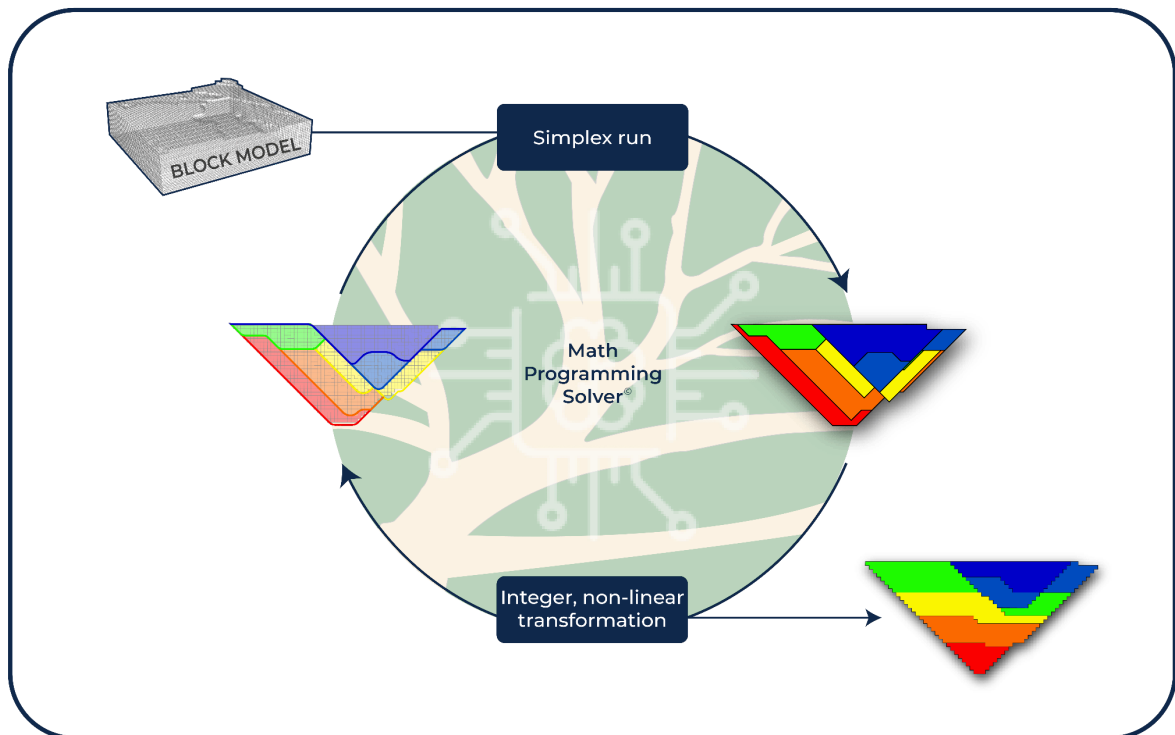 BLOCK MODEL
Simplex run
Math
Programming
Solver©
Integer, non-linear
transformation